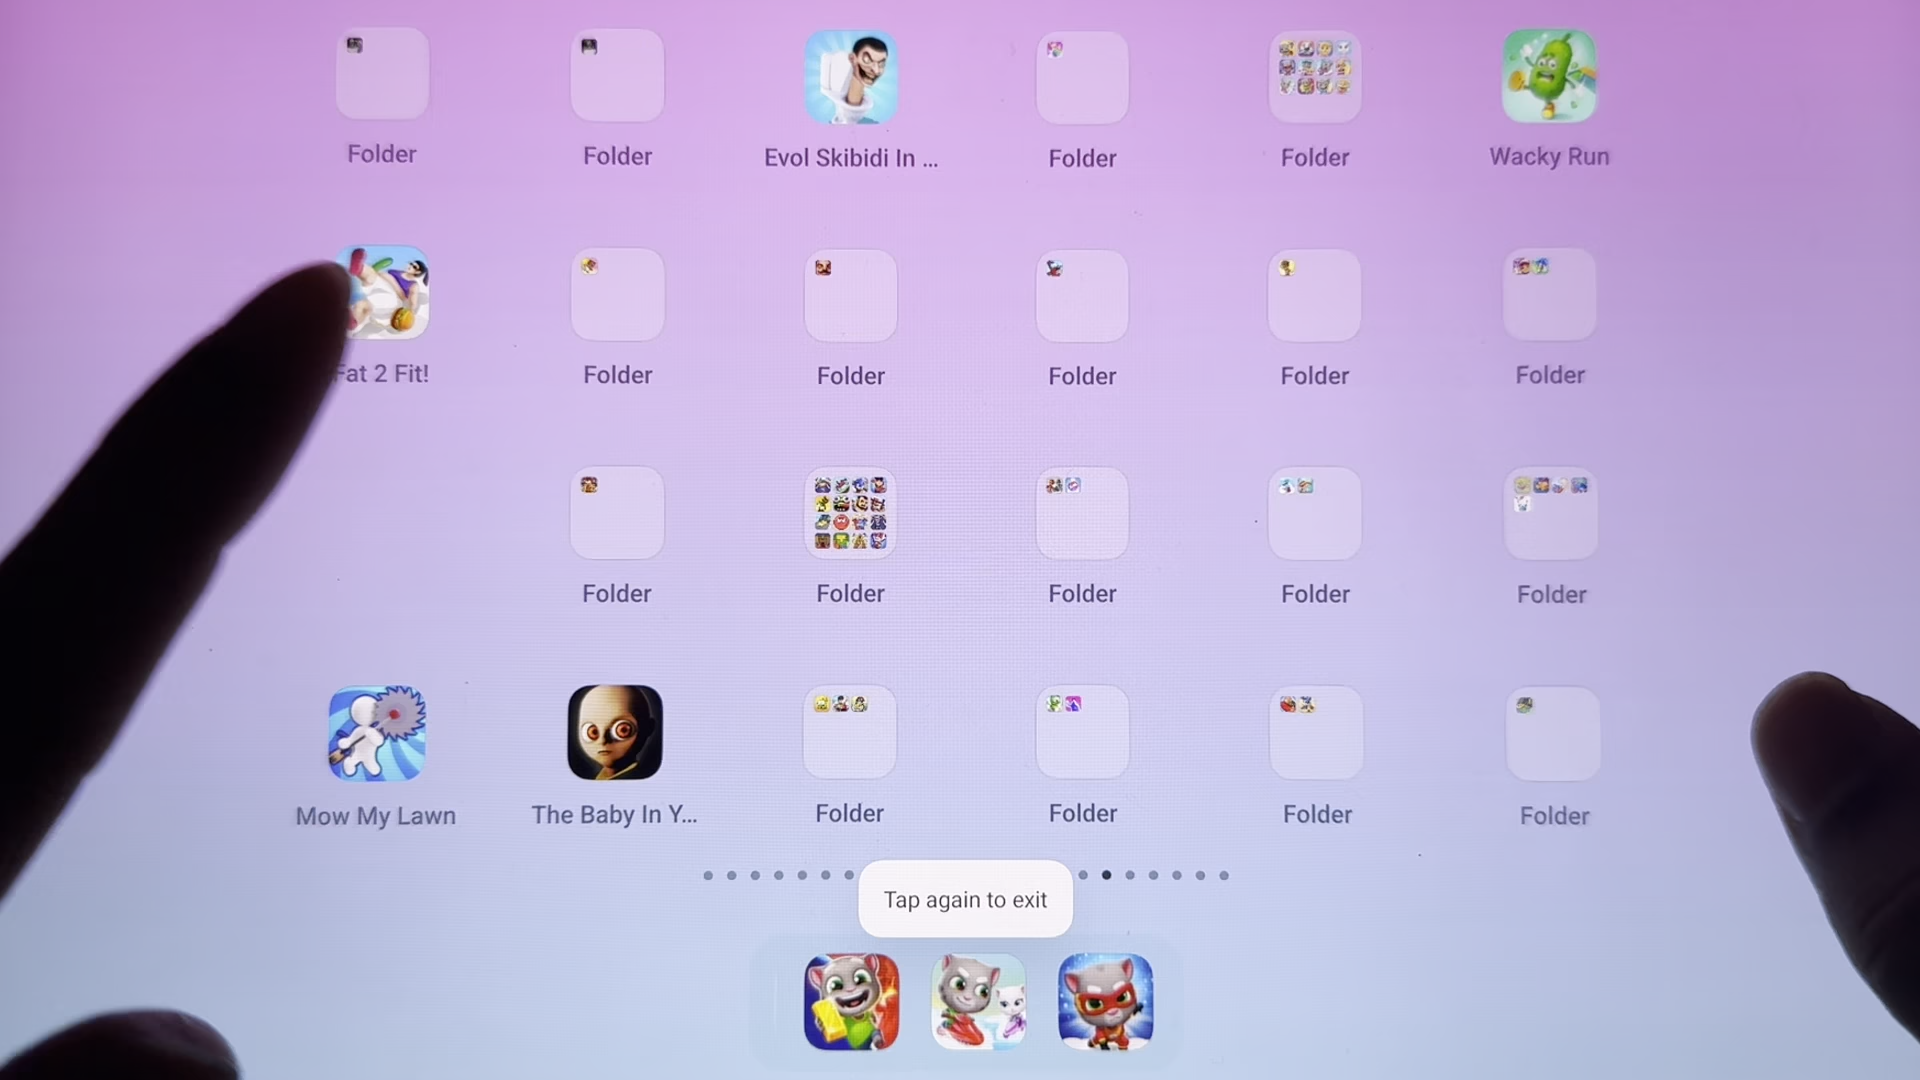 Folder
Folder
Evol Skibidi In ...
Folder
Folder
Wacky Run
Fat 2 Fit!
Folder
Folder
Folder
Folder
Folder
Folder
Folder
Folder
Folder
Folder
Mow My Lawn
The Baby In Y...
Folder
Folder
Folder
Folder
Tap again to exit